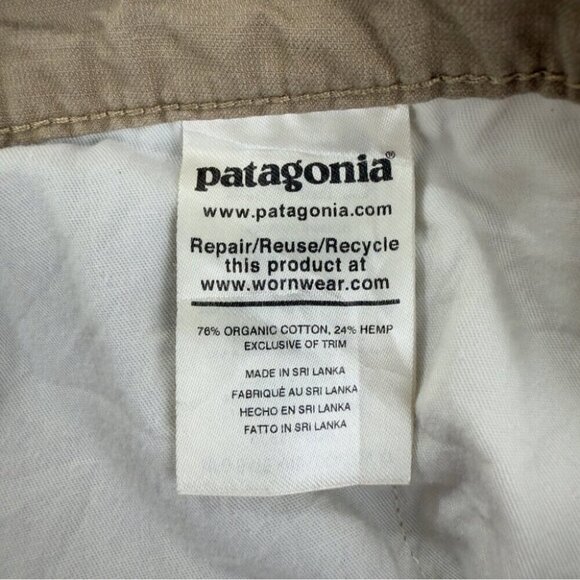 patagonia®
www.patagonia.com
Repair/Reuse/Recycle
this product at
www.wornwear.com
76% ORGANIC COTTON, 24% HEMP
EXCLUSIVE OF TRIM
MADE IN SRI LANKA
FABRIQUÉ AU SRI LANKA
HECHO EN SRI LANKA
FATTO IN SRI LANKA